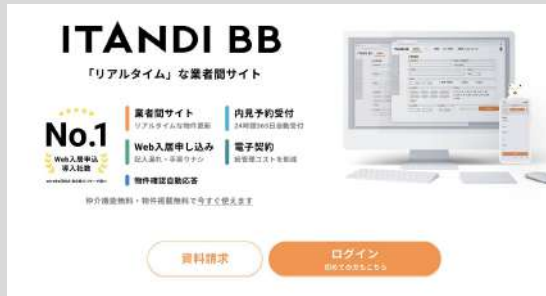 ITANDI BB
「リアルタイム」な業者間サイト
No.1
Web入居申込
導入社数
業者間サイト
リアルタイムな物件更新
内見予約受付
24時間365日自動受付
Web入居申し込み
記入漏れ・手戻りナシ
電子契約
紙管理コストを削減
物件確認自動応答
仲介機能無料・物件掲載無料で今すぐ使えます
資料請求
ログイン
初めての方もこちら